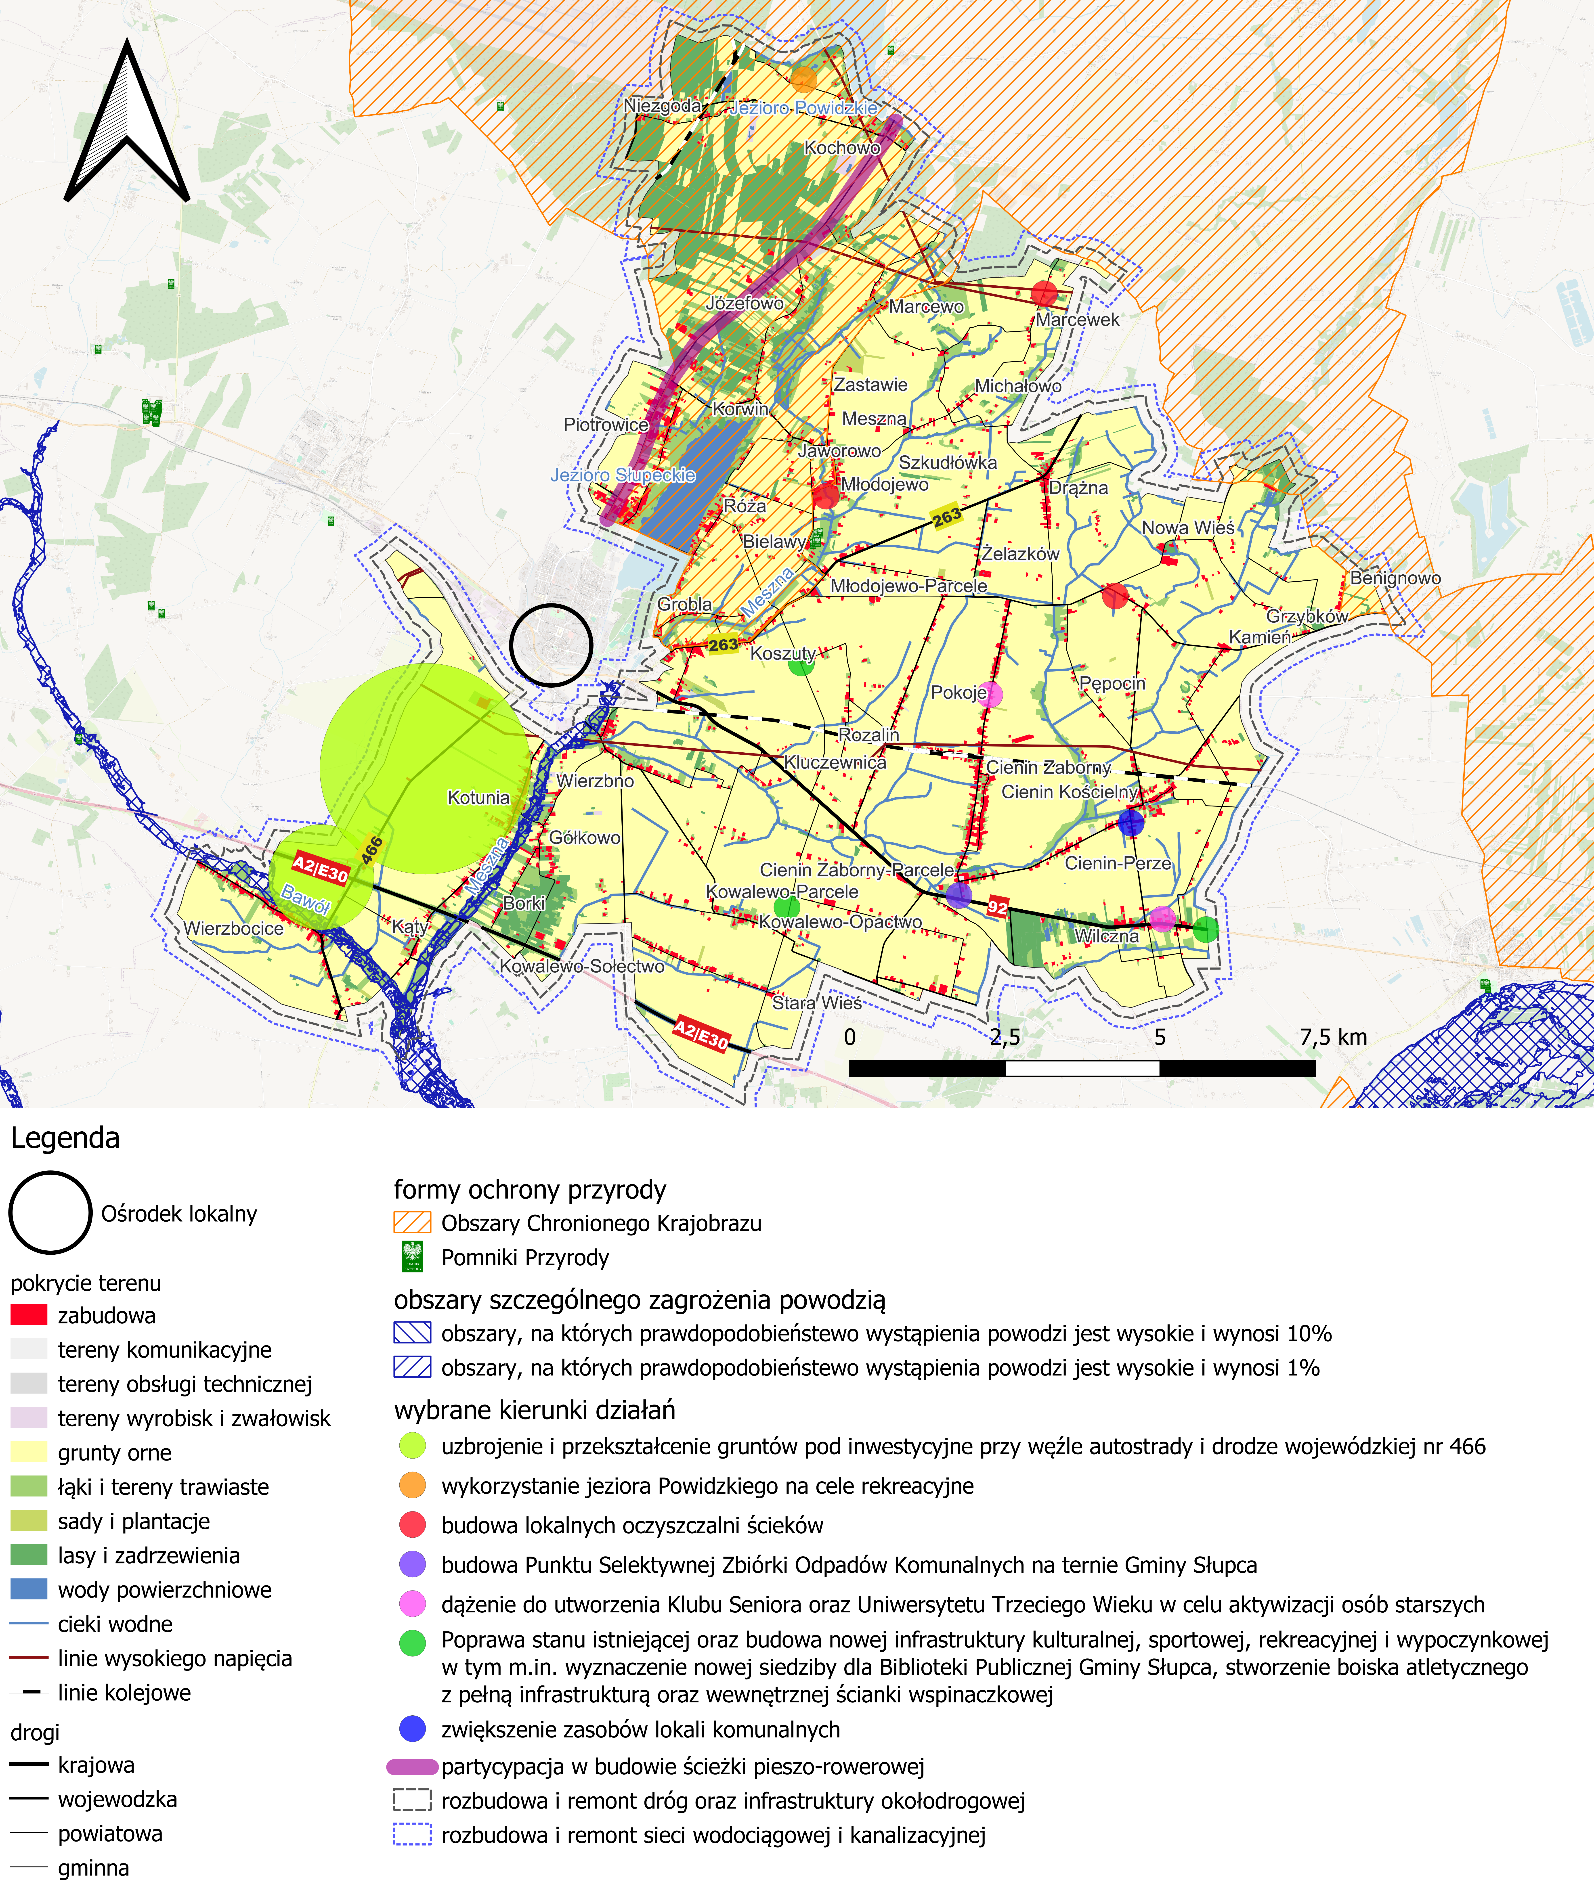 Niezgoda
Jezioro Powidzkie
Kochowo
Józefowo
Marcewo
Marcewek
Zastawie
Michałowo
Korwin
Meszna
Piotrowice
Jaworowo
Szkudłówka
Jezioro Słupeckie
Młodojewo
Drążna
Róża
263
Nowa Wieś
Bielawy
Żelazków
Meszna
Młodojewo-Parcele
Benignowo
Grobla
Grzybków
263
Kamień
Koszuty
Pokoje
Pępocin
Rozalin
Kluczewnica
Cienin Zaborny
Wierzbno
Cienin Kościelny
Kotunia
Gółkowo
466
Meszna
A2|E30
Cienin-Perze
Cienin Zaborny-Parcele
Kowalewo-Parcele
Bawół
Borki
92
Wierzbocice
Kąty
Kowalewo-Opactwo
Wilczna
Kowalewo-Sołectwo
Stara Wieś
A2|E30
0 2,5 5 7,5 km
Legenda
Ośrodek lokalny
pokrycie terenu
zabudowa
tereny komunikacyjne
tereny obsługi technicznej
tereny wyrobisk i zwałowisk
grunty orne
łąki i tereny trawiaste
sady i plantacje
lasy i zadrzewienia
wody powierzchniowe
cieki wodne
linie wysokiego napięcia
linie kolejowe
drogi
krajowa
wojewodzka
powiatowa
gminna
formy ochrony przyrody
Obszary Chronionego Krajobrazu
Pomniki Przyrody
obszary szczególnego zagrożenia powodzią
obszary, na których prawdopodobieństewo wystąpienia powodzi jest wysokie i wynosi 10%
obszary, na których prawdopodobieństewo wystąpienia powodzi jest wysokie i wynosi 1%
wybrane kierunki działań
uzbrojenie i przekształcenie gruntów pod inwestycyjne przy węźle autostrady i drodze wojewódzkiej nr 466
wykorzystanie jeziora Powidzkiego na cele rekreacyjne
budowa lokalnych oczyszczalni ścieków
budowa Punktu Selektywnej Zbiórki Odpadów Komunalnych na ternie Gminy Słupca
dążenie do utworzenia Klubu Seniora oraz Uniwersytetu Trzeciego Wieku w celu aktywizacji osób starszych
Poprawa stanu istniejącej oraz budowa nowej infrastruktury kulturalnej, sportowej, rekreacyjnej i wypoczynkowej
w tym m.in. wyznaczenie nowej siedziby dla Biblioteki Publicznej Gminy Słupca, stworzenie boiska atletycznego
z pełną infrastrukturą oraz wewnętrznej ścianki wspinaczkowej
zwiększenie zasobów lokali komunalnych
partycypacja w budowie ścieżki pieszo-rowerowej
rozbudowa i remont dróg oraz infrastruktury okołodrogowej
rozbudowa i remont sieci wodociągowej i kanalizacyjnej